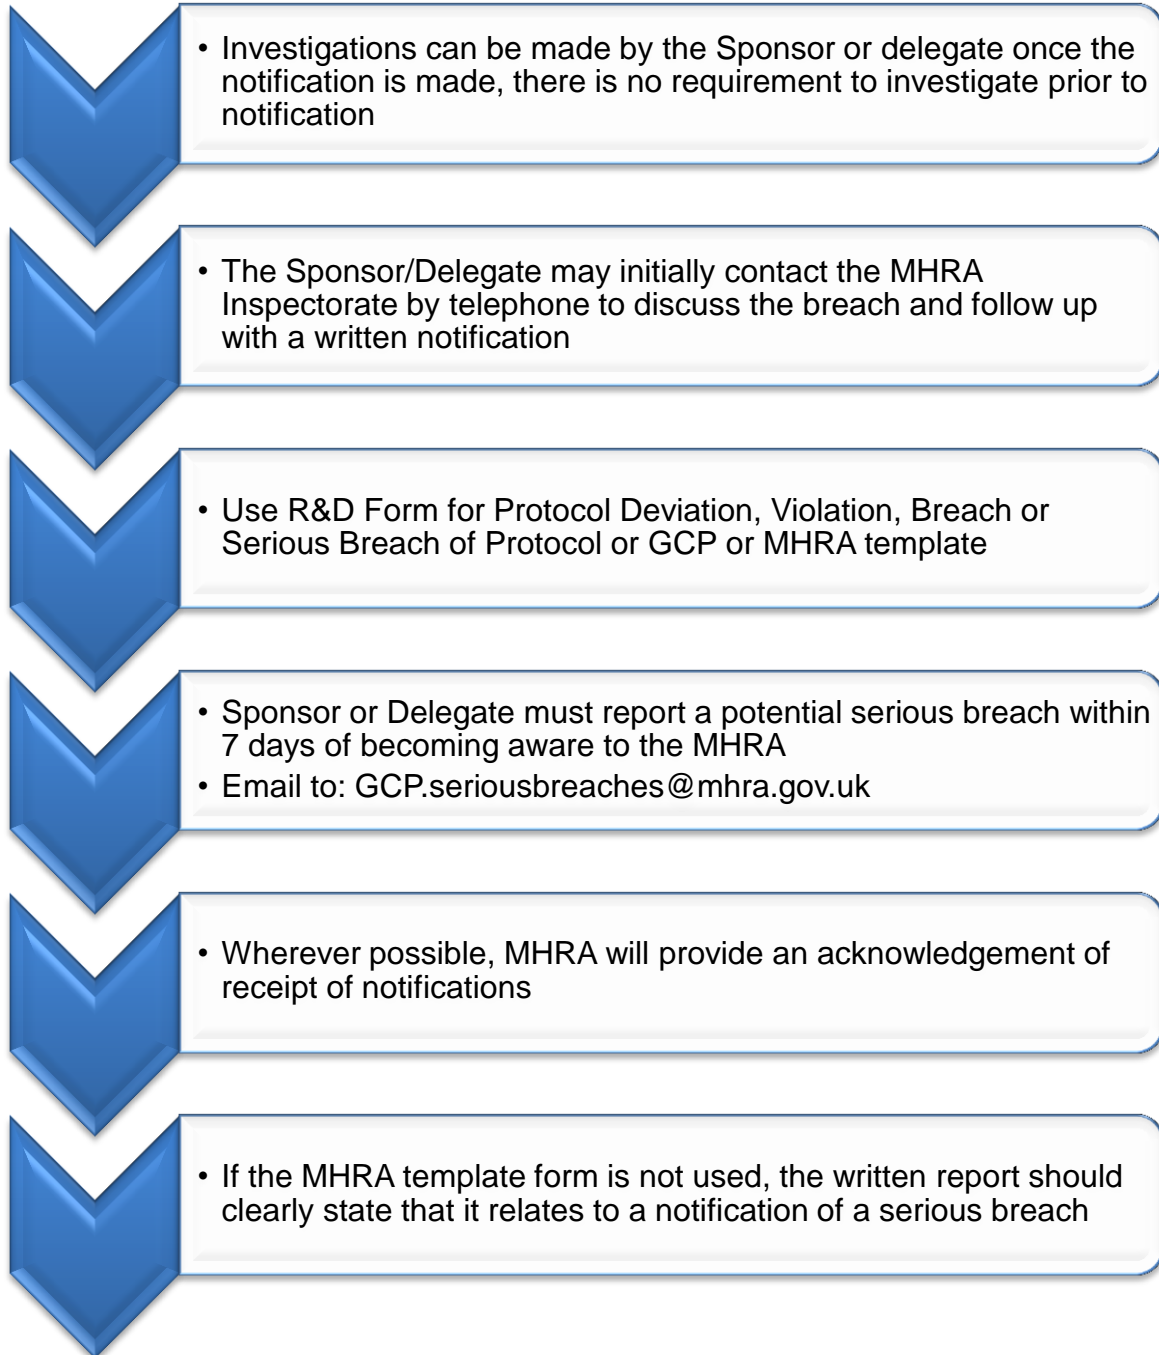 • Investigations can be made by the Sponsor or delegate once the
notification is made, there is no requirement to investigate prior to
notification
• The Sponsor/Delegate may initially contact the MHRA
Inspectorate by telephone to discuss the breach and follow up
with a written notification
• Use R&D Form for Protocol Deviation, Violation, Breach or
Serious Breach of Protocol or GCP or MHRA template
• Sponsor or Delegate must report a potential serious breach within
7 days of becoming aware to the MHRA
• Email to: GCP.seriousbreaches@mhra.gov.uk
• Wherever possible, MHRA will provide an acknowledgement of
receipt of notifications
• If the MHRA template form is not used, the written report should
clearly state that it relates to a notification of a serious breach